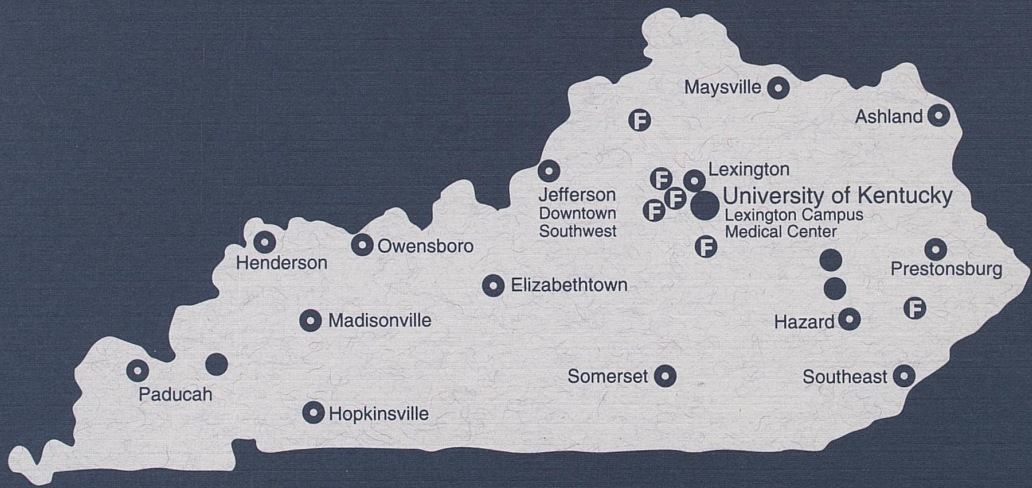 Maysville
Ashland
F
Lexington
Jefferson
Downtown
Southwest
F
F
F
University of Kentucky
Lexington Campus
Medical Center
F
Henderson
Owensboro
Prestonsburg
Elizabethtown
F
Madisonville
Hazard
Paducah
Somerset
Southeast
Hopkinsville